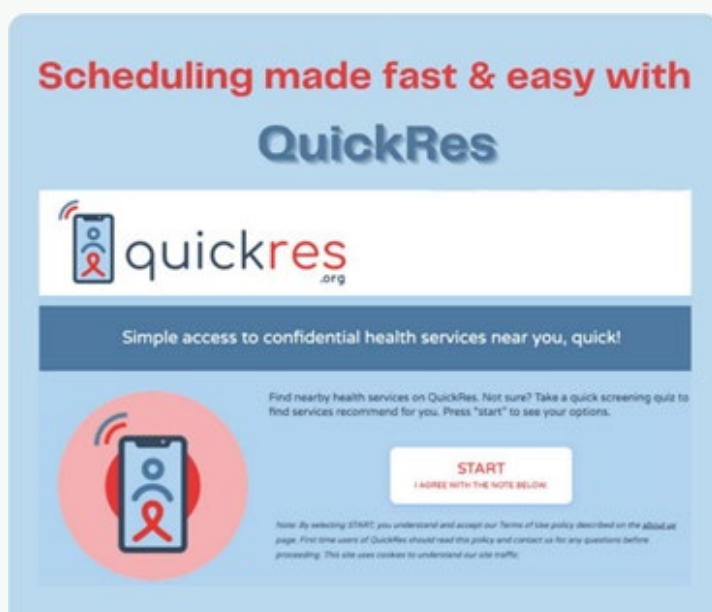 Scheduling made fast & easy with
QuickRes
quickres
.org
Simple access to confidential health services near you, quick!
Find nearby health services on QuickRes. Not sure? Take a quick screening quiz to
find services recommend for you. Press "start" to see your options.
START
I AGREE WITH THE NOTE BELOW.
Note: By selecting START, you understand and accept our Terms of Use policy described on the about us
page. First time users of QuickRes should read this policy and contact us for any questions before
proceeding. This site uses cookies to understand our site traffic.